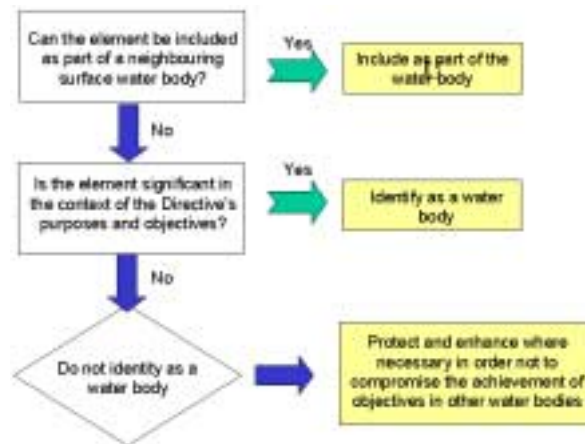 Can the element be included
as part of a neighbouring
surface water body?
Yes
Include as part of the
water body
No
Is the element significant in
the context of the Directive's
purposes and objectives?
Yes
Identify as a water
body
No
Do not identity as a
water body
Protect and enhance where
necessary in order not to
compromise the achievement of
objectives in other water bodies